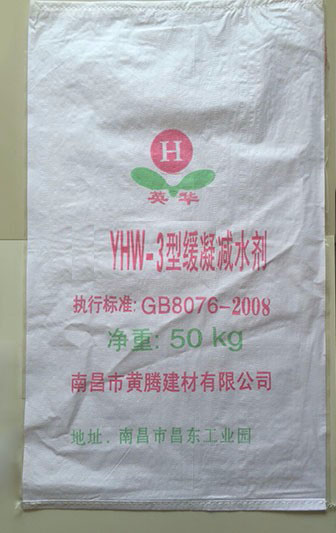 H
英华
YHW-3型缓凝减水剂
执行标准:GB8076-2008
净重:50kg
南昌市黄腾建材有限公司
地址:南昌市昌东工业园